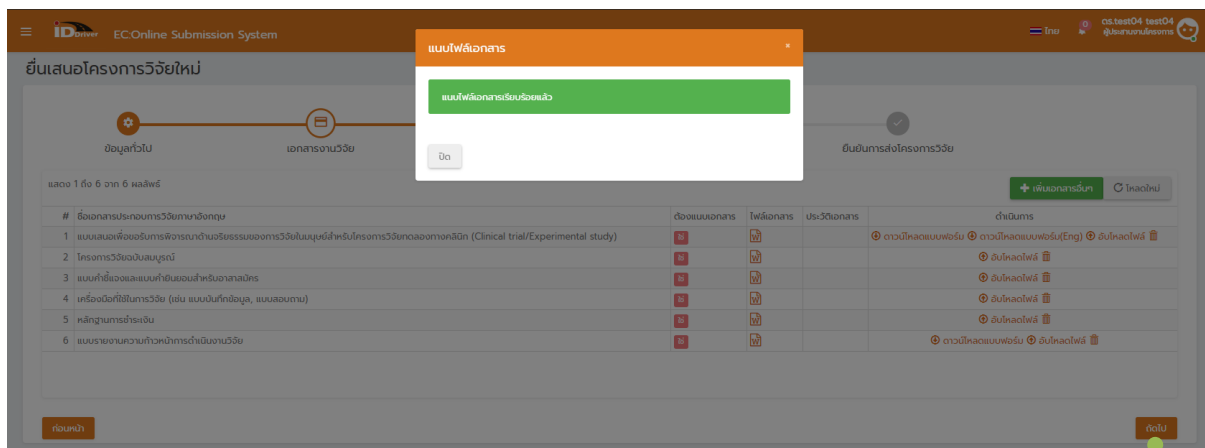 IDDriver EC:Online Submission System
ไทย
0
ดร.test04 test04
ผู้ประสานงานโครงการ
แนบไฟล์เอกสาร ×
แนบไฟล์เอกสารเรียบร้อยแล้ว
ปิด
ยื่นเสนอโครงการวิจัยใหม่
ข้อมูลทั่วไป เอกสารงานวิจัย ยืนยันการส่งโครงการวิจัย
แสดง 1 ถึง 6 จาก 6 ผลลัพธ์ เพิ่มเอกสารอื่นๆ โหลดใหม่
# ชื่อเอกสารประกอบการวิจัยภาษาอังกฤษ ต้องแนบเอกสาร ไฟล์เอกสาร ประวัติเอกสาร ดำเนินการ
1 แบบเสนอเพื่อขอรับการพิจารณาด้านจริยธรรมของการวิจัยในมนุษย์สำหรับโครงการวิจัยทดลองทางคลินิก (Clinical trial/Experimental study) ใช่ ดาวน์โหลดแบบฟอร์ม ดาวน์โหลดแบบฟอร์ม(Eng) อัปโหลดไฟล์
2 โครงการวิจัยฉบับสมบูรณ์ ใช่ อัปโหลดไฟล์
3 แบบคำชี้แจงและแบบคำยินยอมสำหรับอาสาสมัคร ใช่ อัปโหลดไฟล์
4 เครื่องมือที่ใช้ในการวิจัย (เช่น แบบบันทึกข้อมูล, แบบสอบถาม) ใช่ อัปโหลดไฟล์
5 หลักฐานการชำระเงิน ใช่ อัปโหลดไฟล์
6 แบบรายงานความก้าวหน้าการดำเนินงานวิจัย ใช่ ดาวน์โหลดแบบฟอร์ม อัปโหลดไฟล์
ก่อนหน้า ถัดไป